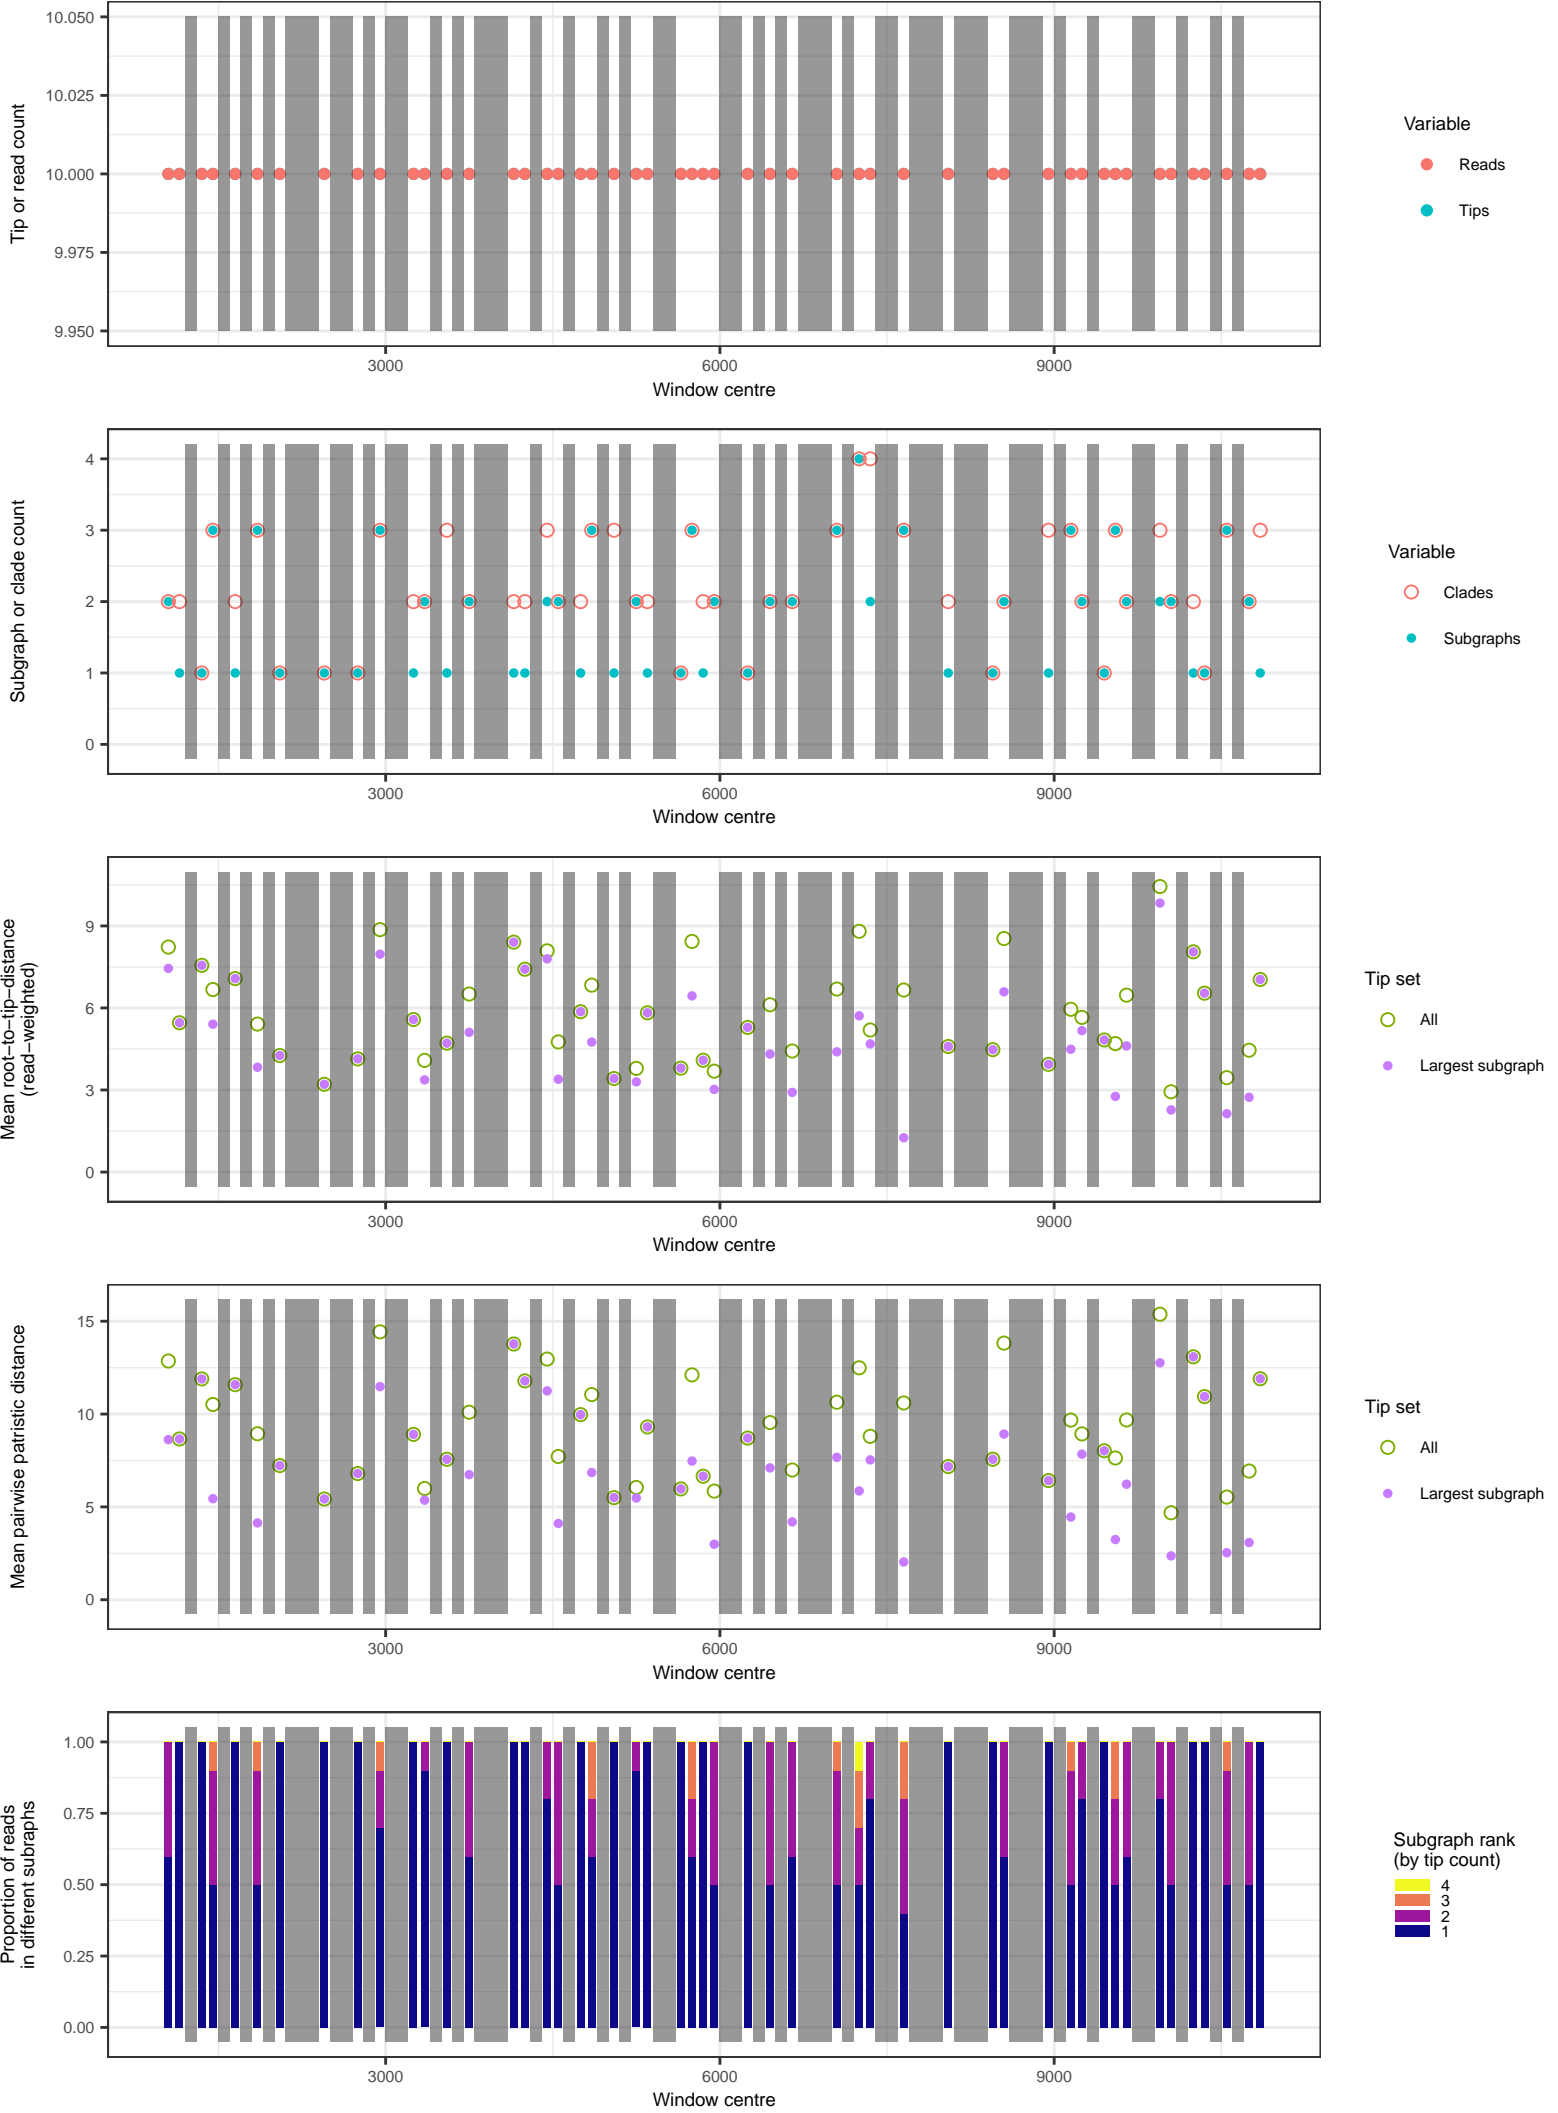 10.050
10.025
10.000
9.975
9.950
Tip or read count
3000 6000 9000
Window centre
Variable
Reads
Tips
4
3
2
1
0
Subgraph or clade count
3000 6000 9000
Window centre
Variable
Clades
Subgraphs
9
6
3
0
Mean root−to−tip−distance
(read−weighted)
3000 6000 9000
Window centre
Tip set
All
Largest subgraph
15
10
5
0
Mean pairwise patristic distance
3000 6000 9000
Window centre
Tip set
All
Largest subgraph
1.00
0.75
0.50
0.25
0.00
Proportion of reads
in different subraphs
3000 6000 9000
Window centre
Subgraph rank
(by tip count)
4
3
2
1